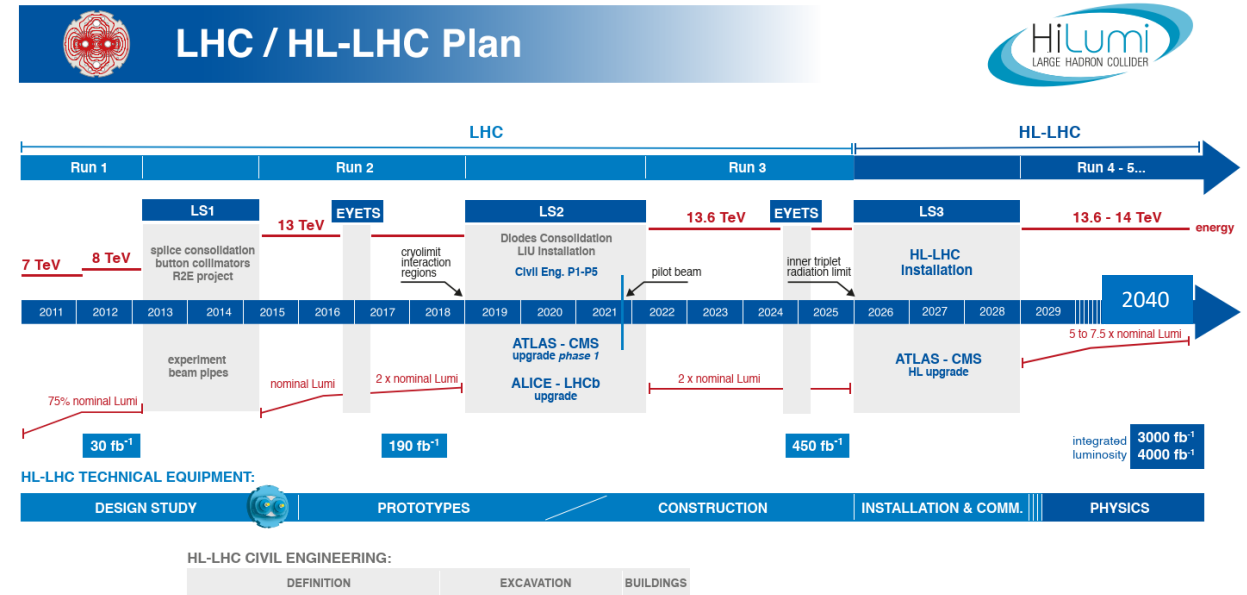 LHC / HL-LHC Plan
HiLumi
LARGE HADRON COLLIDER
LHC
HL-LHC
Run 1
Run 2
Run 3
Run 4 - 5...
LS1
EYETS
LS2
EYETS
LS3
13 TeV
13.6 TeV
13.6 - 14 TeV
energy
7 TeV
8 TeV
splice consolidation
button collimators
R2E project
cryolimit
interaction
regions
Diodes Consolidation
LIU Installation
Civil Eng. P1-P5
pilot beam
inner triplet
radiation limit
HL-LHC
installation
2011
2012
2013
2014
2015
2016
2017
2018
2019
2020
2021
2022
2023
2024
2025
2026
2027
2028
2029
2040
experiment
beam pipes
ATLAS - CMS
upgrade phase 1
ALICE - LHCb
upgrade
ATLAS - CMS
HL upgrade
5 to 7.5 x nominal Lumi
75% nominal Lumi
nominal Lumi
2 x nominal Lumi
2 x nominal Lumi
30 fb-1
190 fb-1
450 fb-1
integrated
luminosity
3000 fb-1
4000 fb-1
HL-LHC TECHNICAL EQUIPMENT:
DESIGN STUDY
PROTOTYPES
CONSTRUCTION
INSTALLATION & COMM.
PHYSICS
HL-LHC CIVIL ENGINEERING:
DEFINITION
EXCAVATION
BUILDINGS